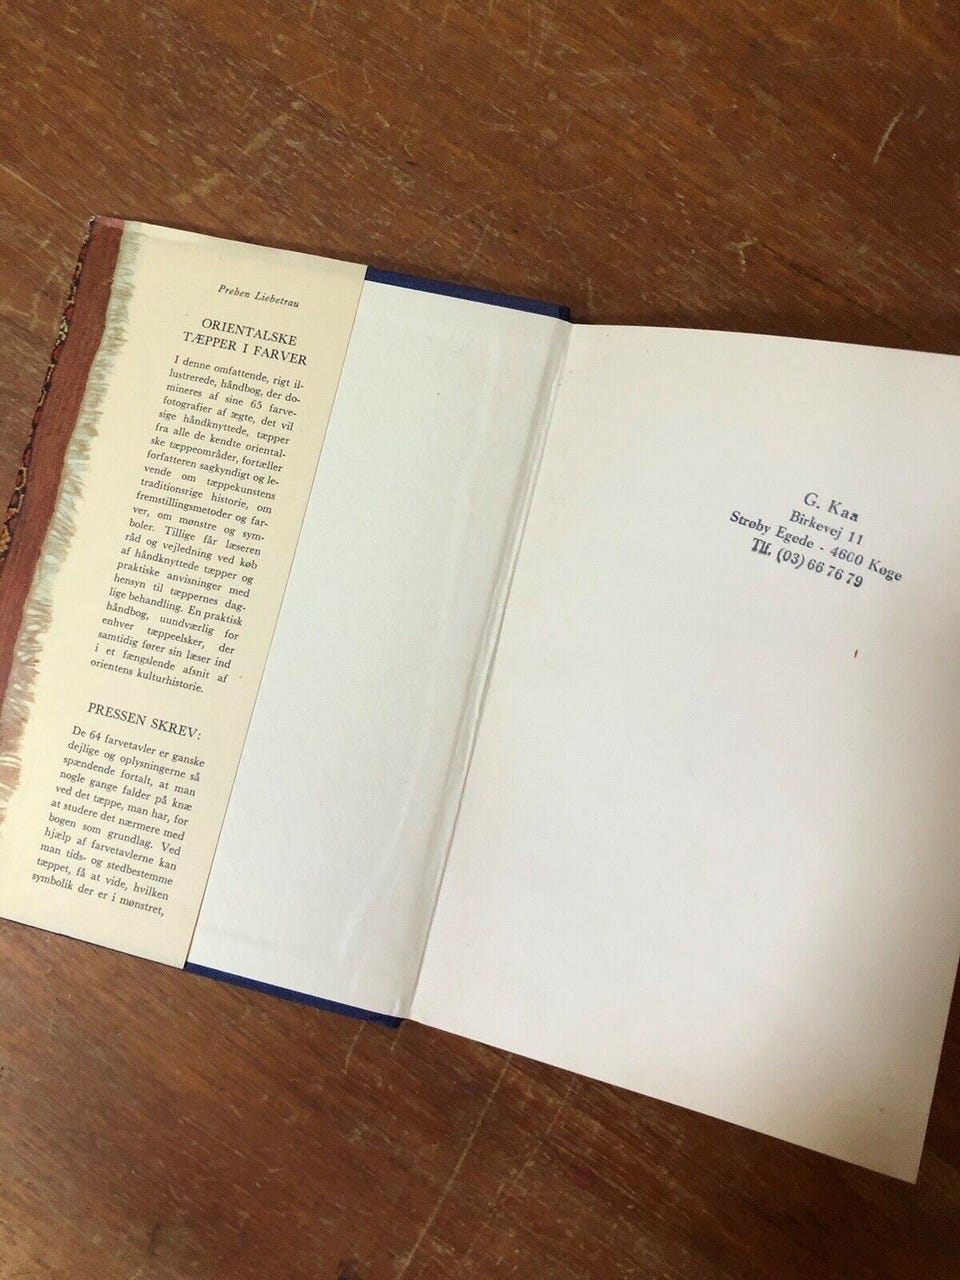 Preben Liebetrau
ORIENTALSKE
TÆPPER I FARVER
I denne omfattende, rigt il-
lustrerede, håndbog, der do-
mineres af sine 65 farve-
fotografier af ægte, det vil
sige håndknyttede, tæpper
fra alle de kendte oriental-
ske tæppeområder, fortæller
forfatteren sagkyndigt og le-
vende om tæppekunstens
traditionsrige historie, om
fremstillingsmetoder og far-
ver, om mønstre og sym-
boler. Tillige får læseren
råd og vejledning ved køb
af håndknyttede tæpper og
praktiske anvisninger med
hensyn til tæppernes dag-
lige behandling. En praktisk
håndbog, uundværlig for
enhver tæppeelsker, der
samtidig fører sin læser ind
i et fængslende afsnit af
orientens kulturhistorie.
PRESSEN SKREV:
De 64 farvetavler er ganske
dejlige og oplysningerne så
spændende fortalt, at man
nogle gange falder på knæ
ved det tæppe, man har, for
at studere det nærmere med
bogen som grundlag. Ved
hjælp af farvetavlerne kan
man tids- og stedbestemme
tæppet, få at vide, hvilken
symbolik der er i mønstret,
G. Kaa
Birkevej 11
Strøby Egede - 4600 Køge
Tlf. (03) 66 76 79